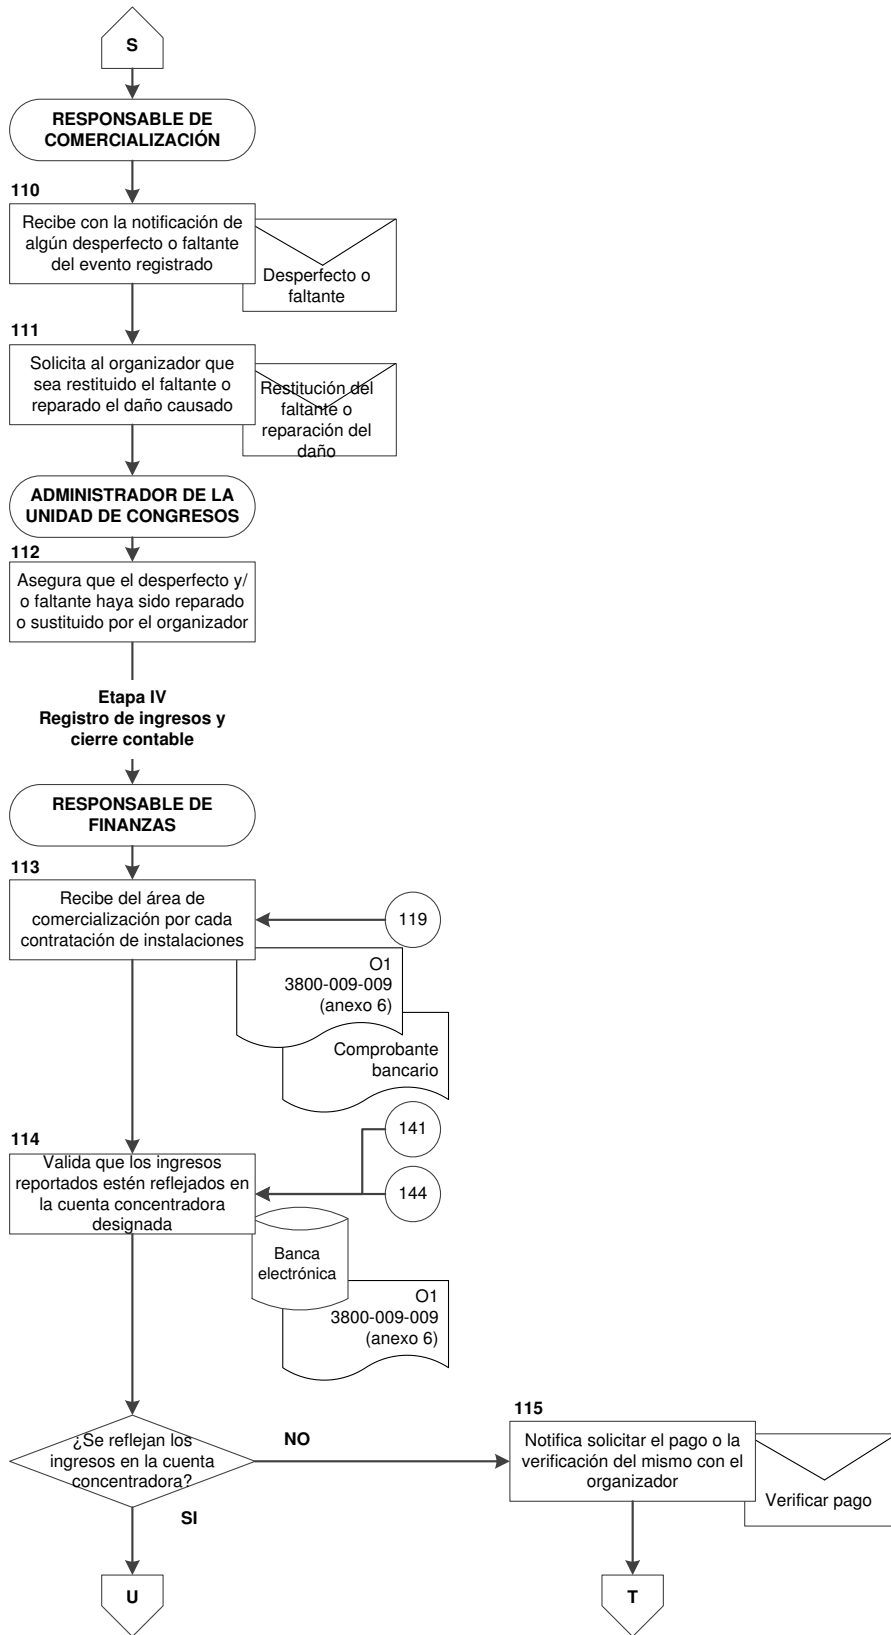 S
RESPONSABLE DE
COMERCIALIZACIÓN
110
Recibe con la notificación de
algún desperfecto o faltante
del evento registrado
Desperfecto o
faltante
111
Solicita al organizador que
sea restituido el faltante o
reparado el daño causado
Restitución del
faltante o
reparación del
daño
ADMINISTRADOR DE LA
UNIDAD DE CONGRESOS
112
Asegura que el desperfecto y/
o faltante haya sido reparado
o sustituido por el organizador
Etapa IV
Registro de ingresos y
cierre contable
RESPONSABLE DE
FINANZAS
113
Recibe del área de
comercialización por cada
contratación de instalaciones
119
O1
3800-009-009
(anexo 6)
Comprobante
bancario
141
114
Valida que los ingresos
reportados estén reflejados en
la cuenta concentradora
designada
144
Banca
electrónica
O1
3800-009-009
(anexo 6)
¿Se reflejan los
ingresos en la cuenta
concentradora?
NO
SI
115
Notifica solicitar el pago o la
verificación del mismo con el
organizador
Verificar pago
U
T